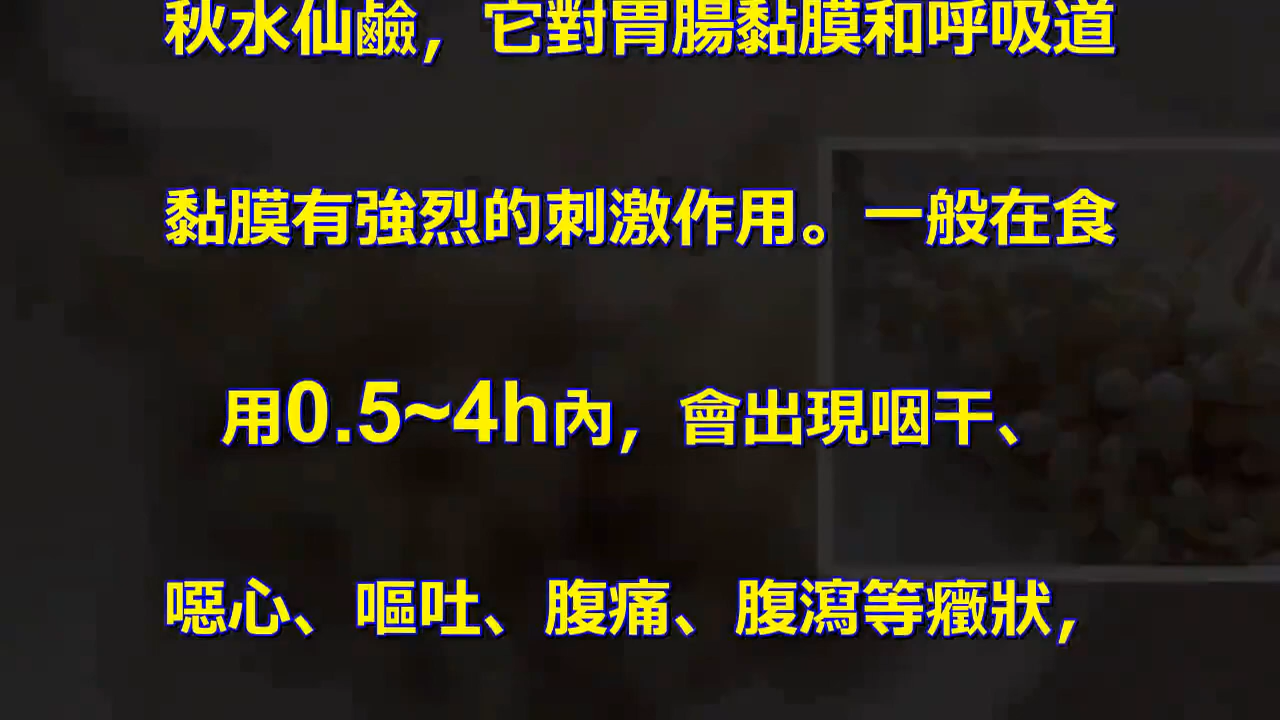 秋水仙鹼，它對胃腸黏膜和呼吸道
黏膜有強烈的刺激作用。一般在食
用0.5~4h內，會出現咽干、
噁心、嘔吐、腹痛、腹瀉等癥狀，